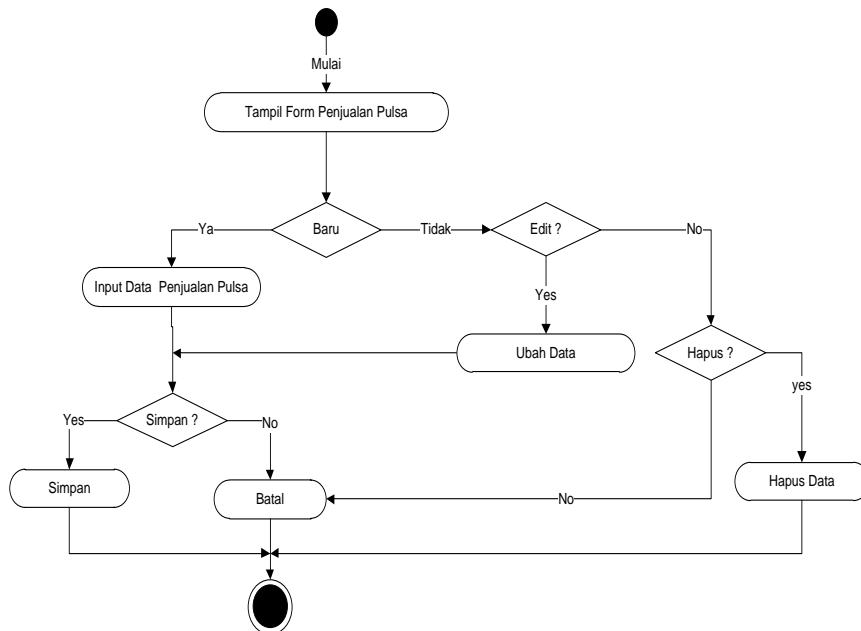 Mulai
Tampil Form Penjualan Pulsa
Ya
Baru
Tidak
Edit ?
No
Input Data Penjualan Pulsa
Yes
Ubah Data
Hapus ?
yes
Yes
Simpan ?
No
Simpan
Batal
No
Hapus Data